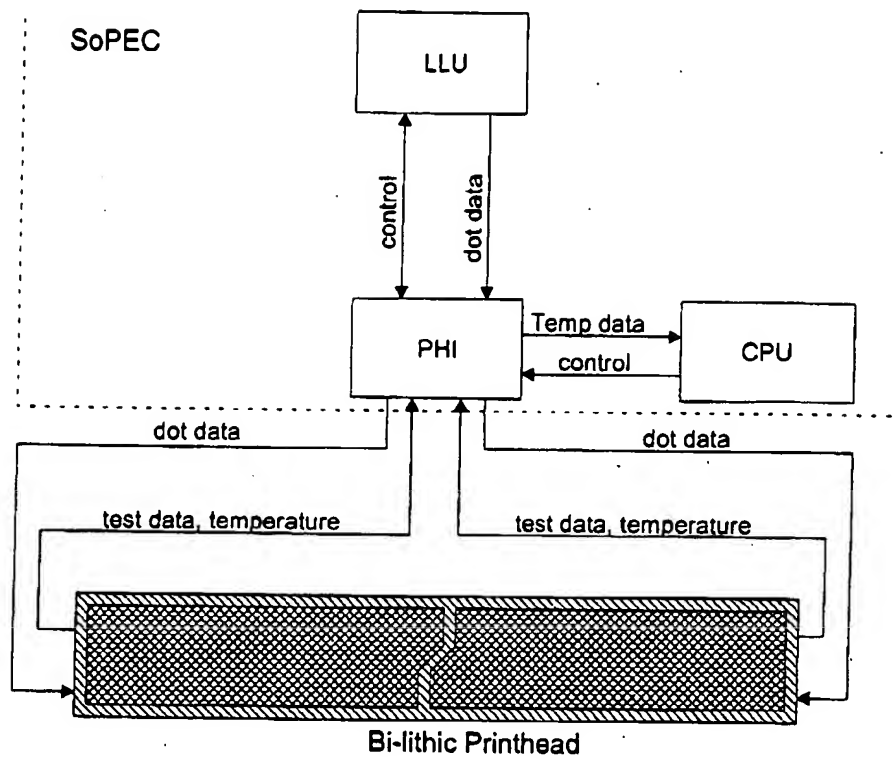 SoPEC
LLU
control
dot data
PHI
Temp data
control
CPU
dot data
dot data
test data, temperature
test data, temperature
Bi-lithic Printhead